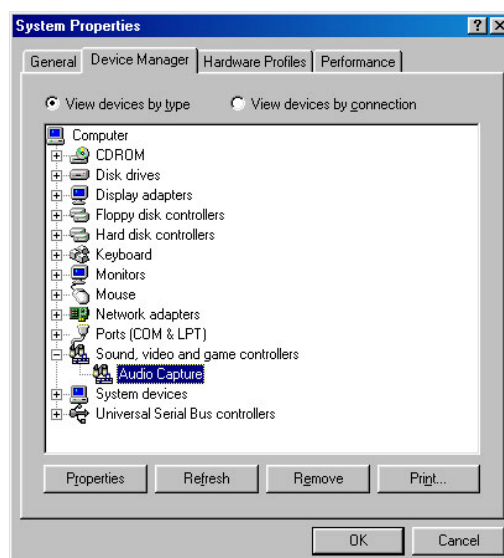 System Properties
General Device Manager Hardware Profiles Performance
View devices by type View devices by connection
Computer
CDROM
Disk drives
Display adapters
Floppy disk controllers
Hard disk controllers
Keyboard
Monitors
Mouse
Network adapters
Ports (COM & LPT)
Sound, video and game controllers
Audio Capture
System devices
Universal Serial Bus controllers
Properties Refresh Remove Print...
OK Cancel